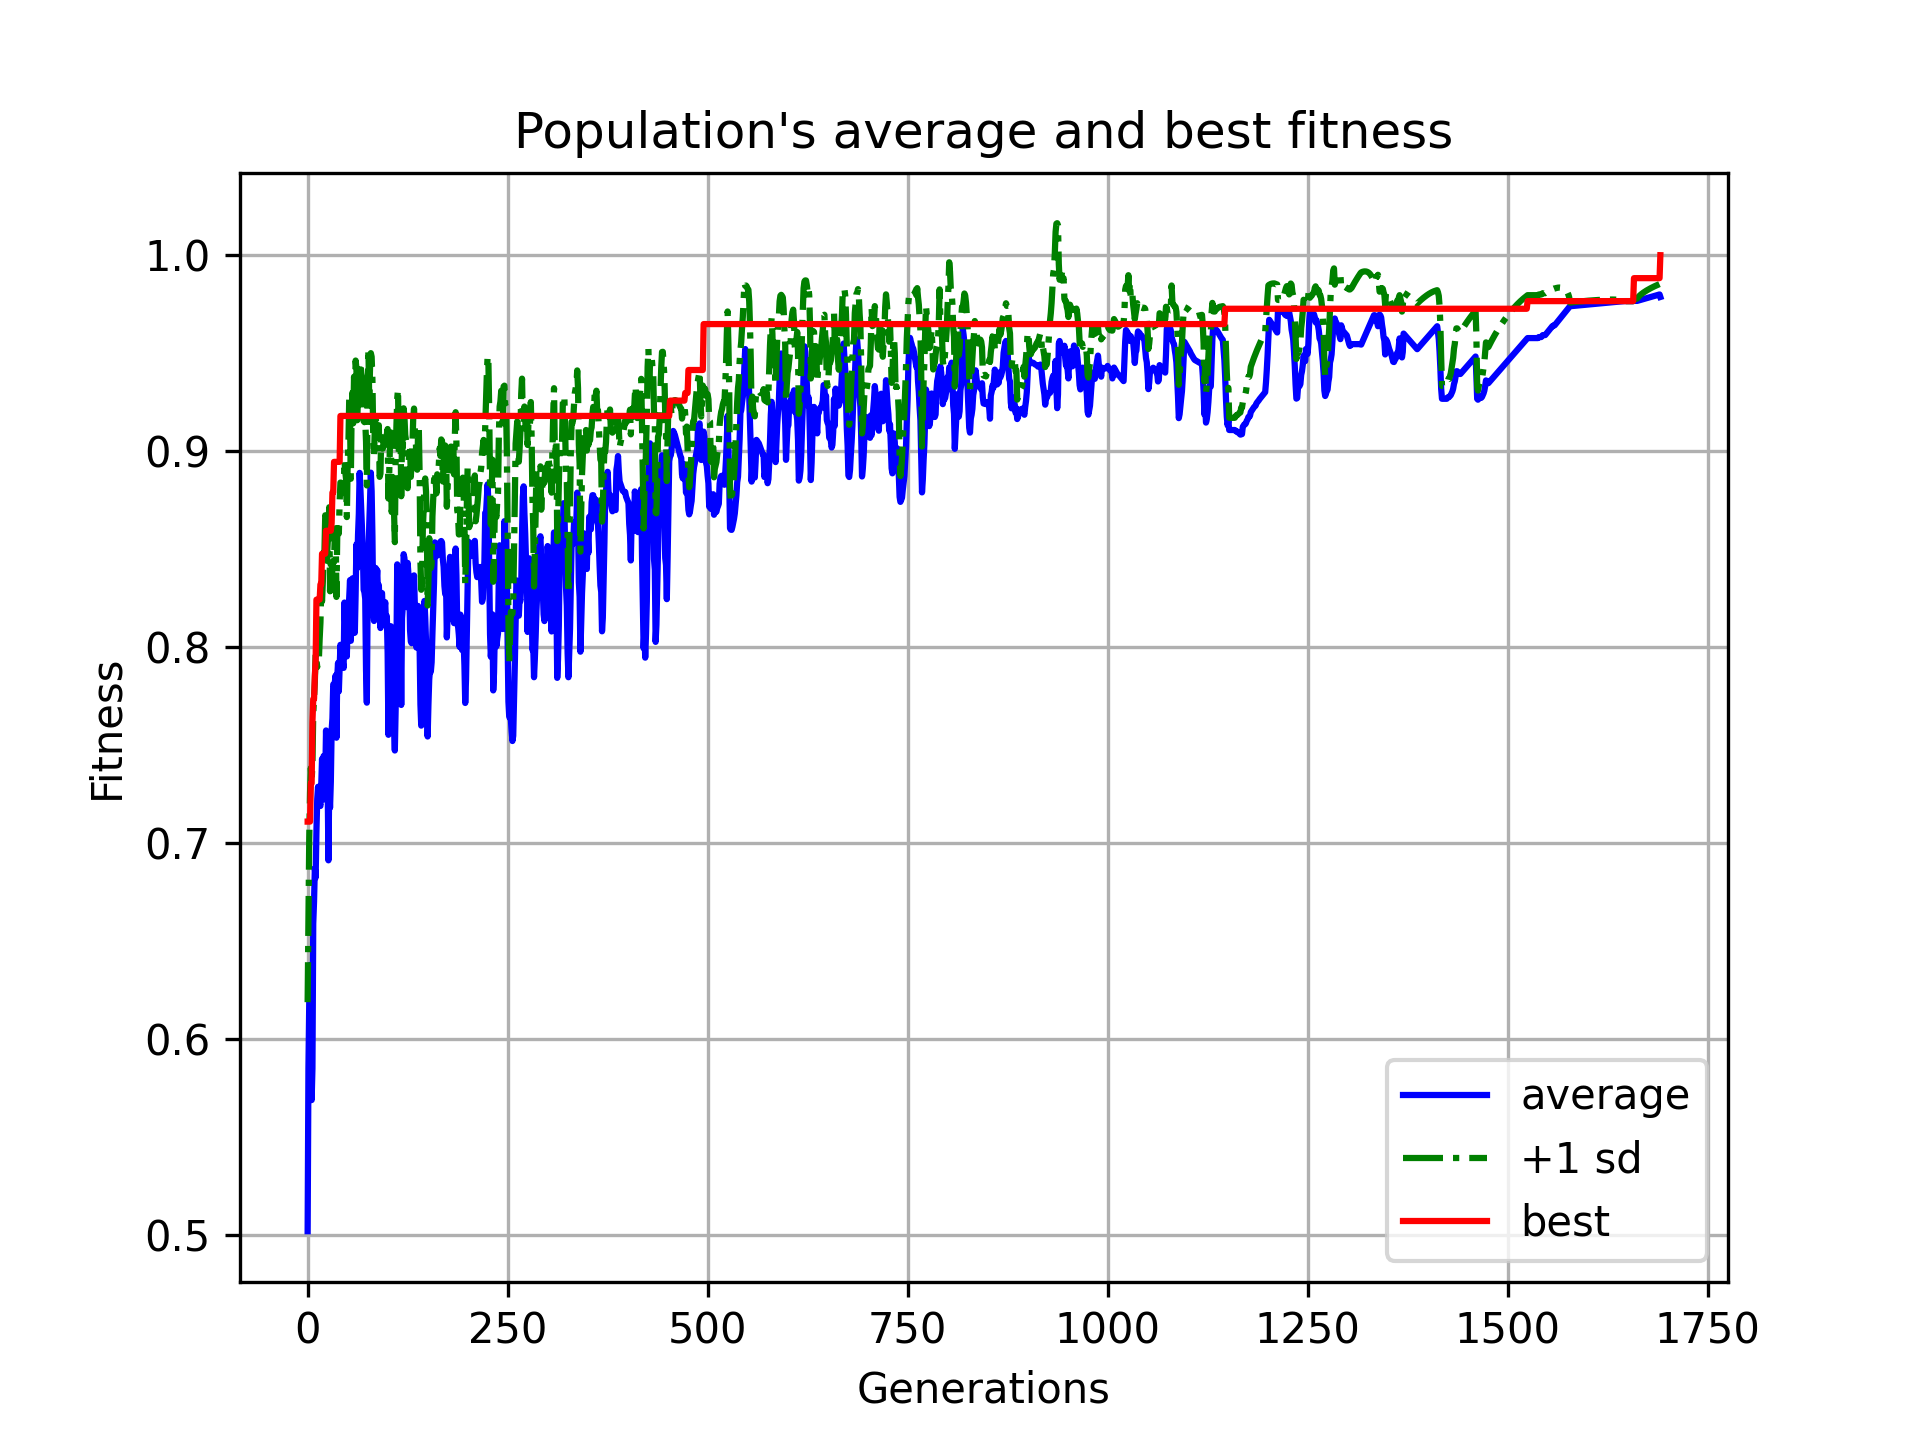 Population's average and best fitness
1.0
0.9
0.8
0.7
0.6
0.5
Fitness
average
+1 sd
best
0 250 500 750 1000 1250 1500 1750
Generations